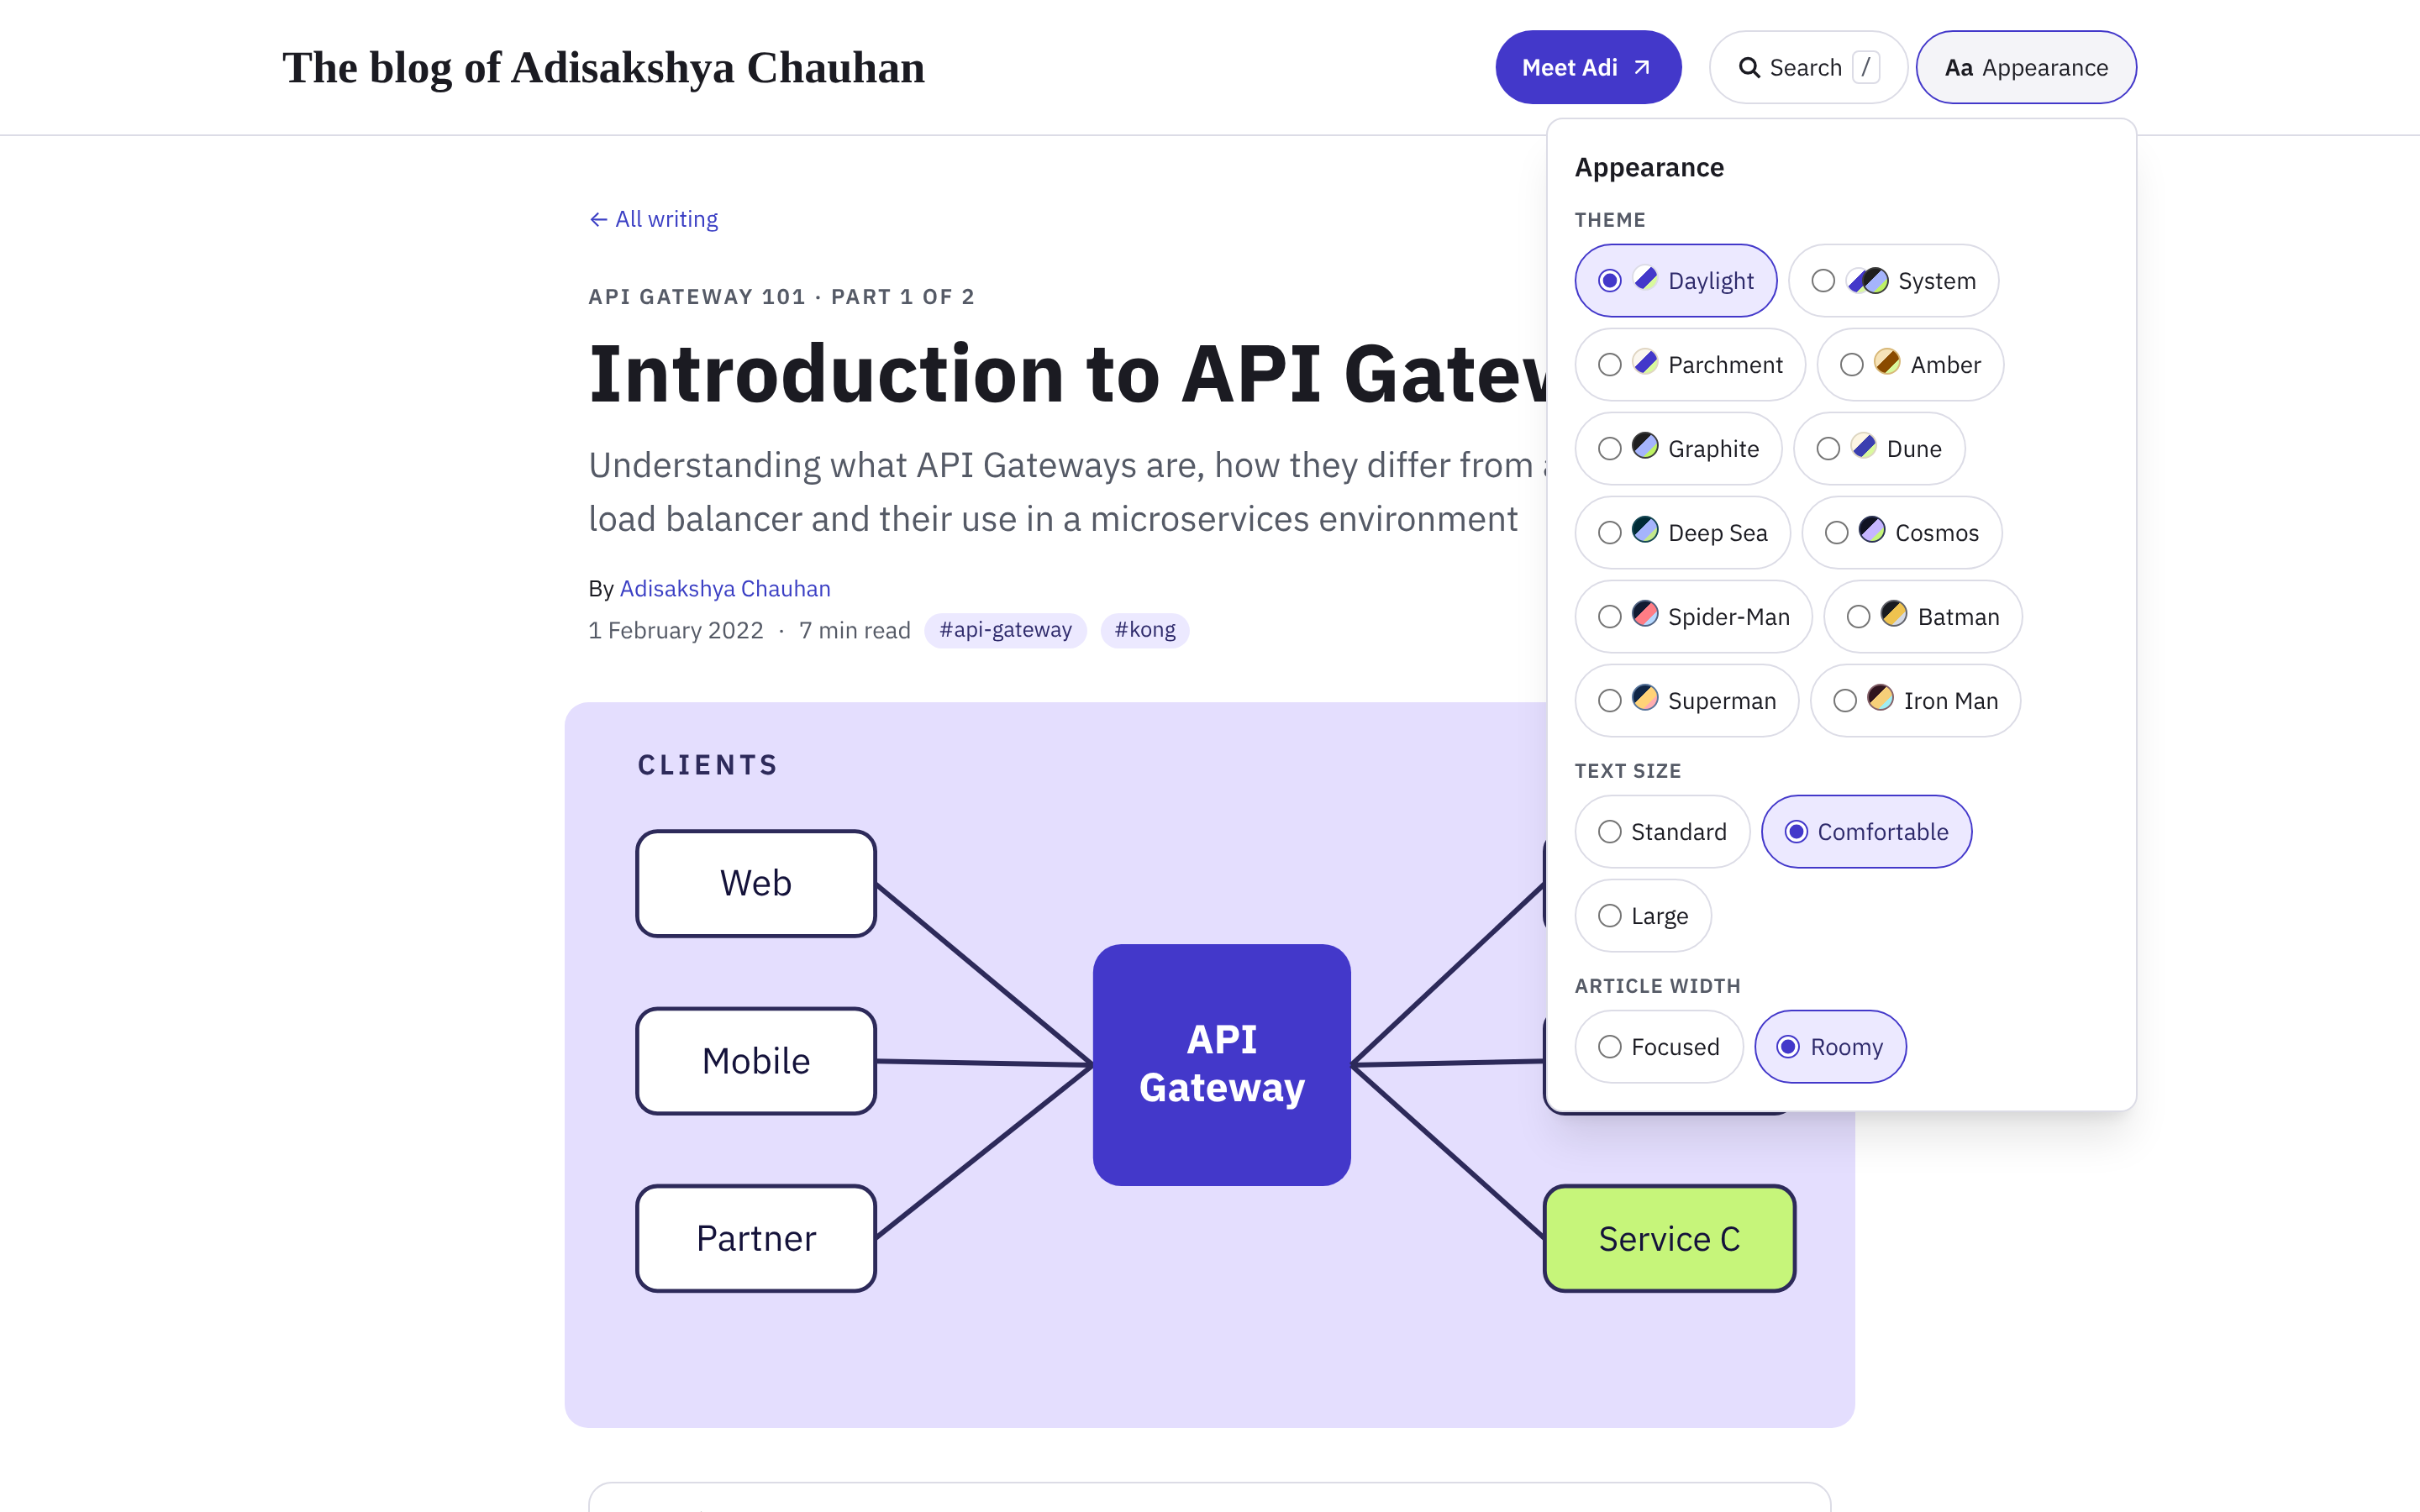 The blog of Adisakshya Chauhan
Meet Adi
Search /
Aa Appearance
← All writing
API GATEWAY 101 · PART 1 OF 2
Introduction to API
Understanding what API Gateways are, how they differ from
load balancer and their use in a microservices environment
By Adisakshya Chauhan
1 February 2022 · 7 min read #api-gateway #kong
Appearance
THEME
Daylight System
Parchment Amber
Graphite Dune
Deep Sea Cosmos
Spider-Man Batman
Superman Iron Man
TEXT SIZE
Standard Comfortable
Large
ARTICLE WIDTH
Focused Roomy
CLIENTS
Web
Mobile
Partner
API
Gateway
Service C